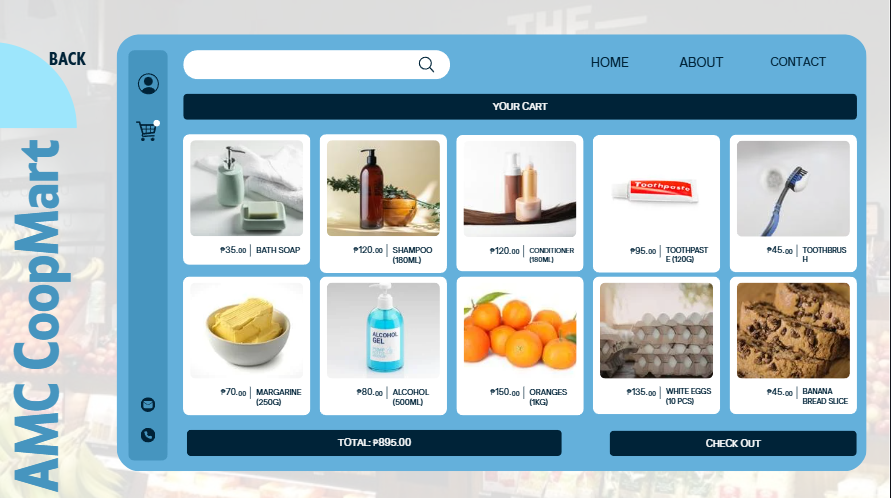 THE
BACK
AMC CoopMart
HOME ABOUT CONTACT
YOUR CART
₱35.00 | BATH SOAP
₱120.00 | SHAMPOO
(180ML)
₱120.00 | CONDITIONER
(180ML)
₱95.00 | TOOTHPAST
E (120G)
₱45.00 | TOOTHBRUS
H
Toothpaste
ALCOHOL
GEL
₱70.00 | MARGARINE
(250G)
₱80.00 | ALCOHOL
(500ML)
₱150.00 | ORANGES
(1KG)
₱135.00 | WHITE EGGS
(10 PCS)
₱45.00 | BANANA
BREAD SLICE
TOTAL: ₱895.00
CHECK OUT